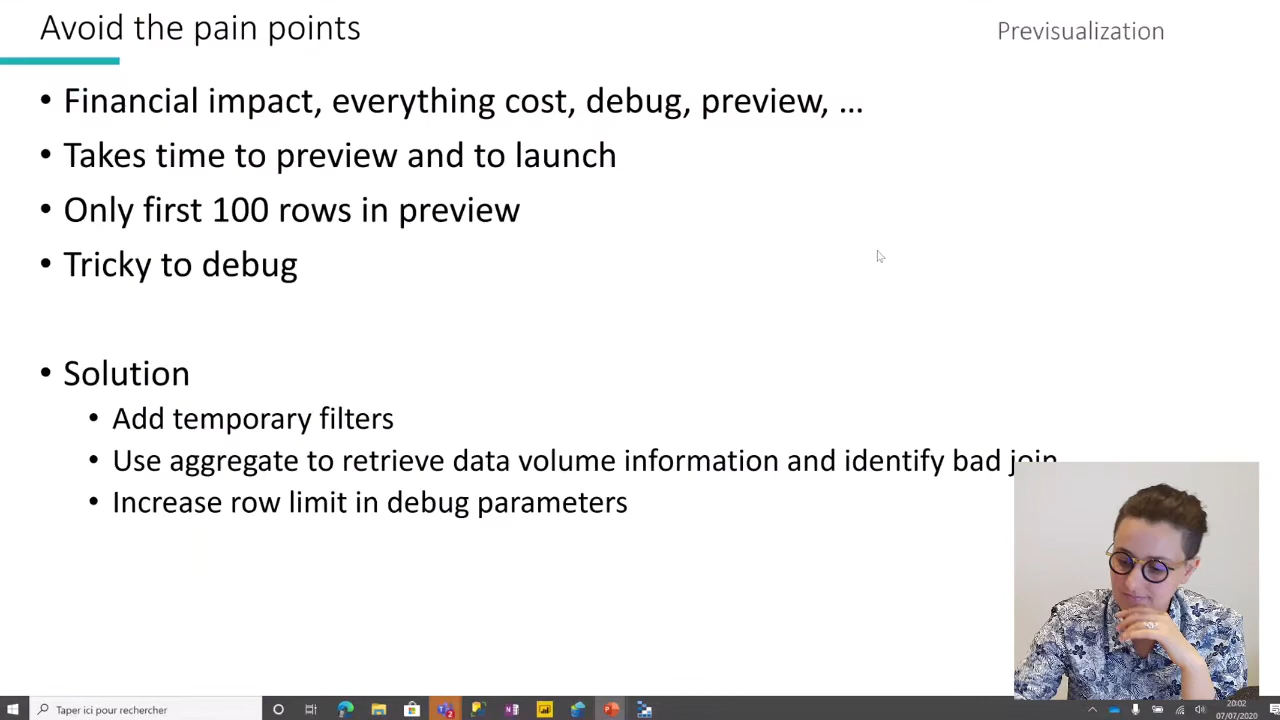 Avoid the pain points
Previsualization
• Financial impact, everything cost, debug, preview, ...
• Takes time to preview and to launch
• Only first 100 rows in preview
• Tricky to debug
• Solution
• Add temporary filters
• Use aggregate to retrieve data volume information and identify bad join
• Increase row limit in debug parameters
Taper ici pour rechercher
20:02
07/07/2020